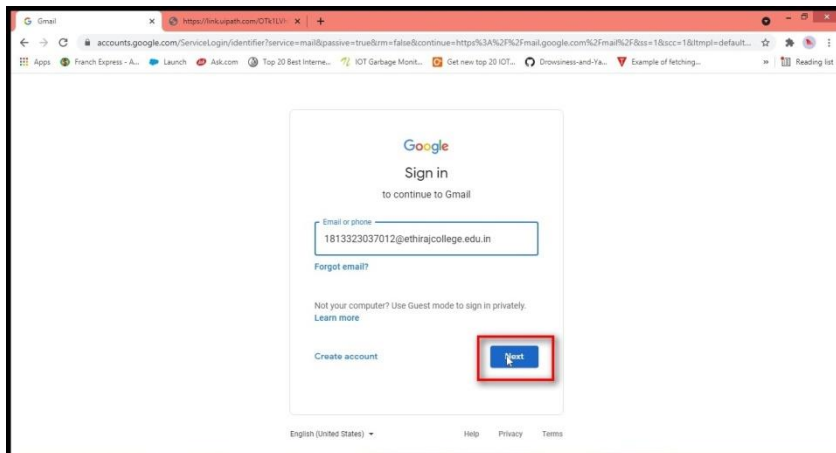 Gmail
https://link.uipath.com/OTk1LVI
accounts.google.com/ServiceLogin/identifier?service=mail&passive=true&rm=false&continue=https%3A%2F%2Fmail.google.com%2Fmail%2F&ss=1&scc=1&ltmpl=default...
Apps Franch Express - A... Launch Ask.com Top 20 Best Interne... IOT Garbage Monit... Get new top 20 IOT... Drowsiness-and-Ya... Example of fetching... » Reading list
Google
Sign in
to continue to Gmail
Email or phone
1813323037012@ethirajcollege.edu.in
Forgot email?
Not your computer? Use Guest mode to sign in privately.
Learn more
Create account Next
English (United States) Help Privacy Terms